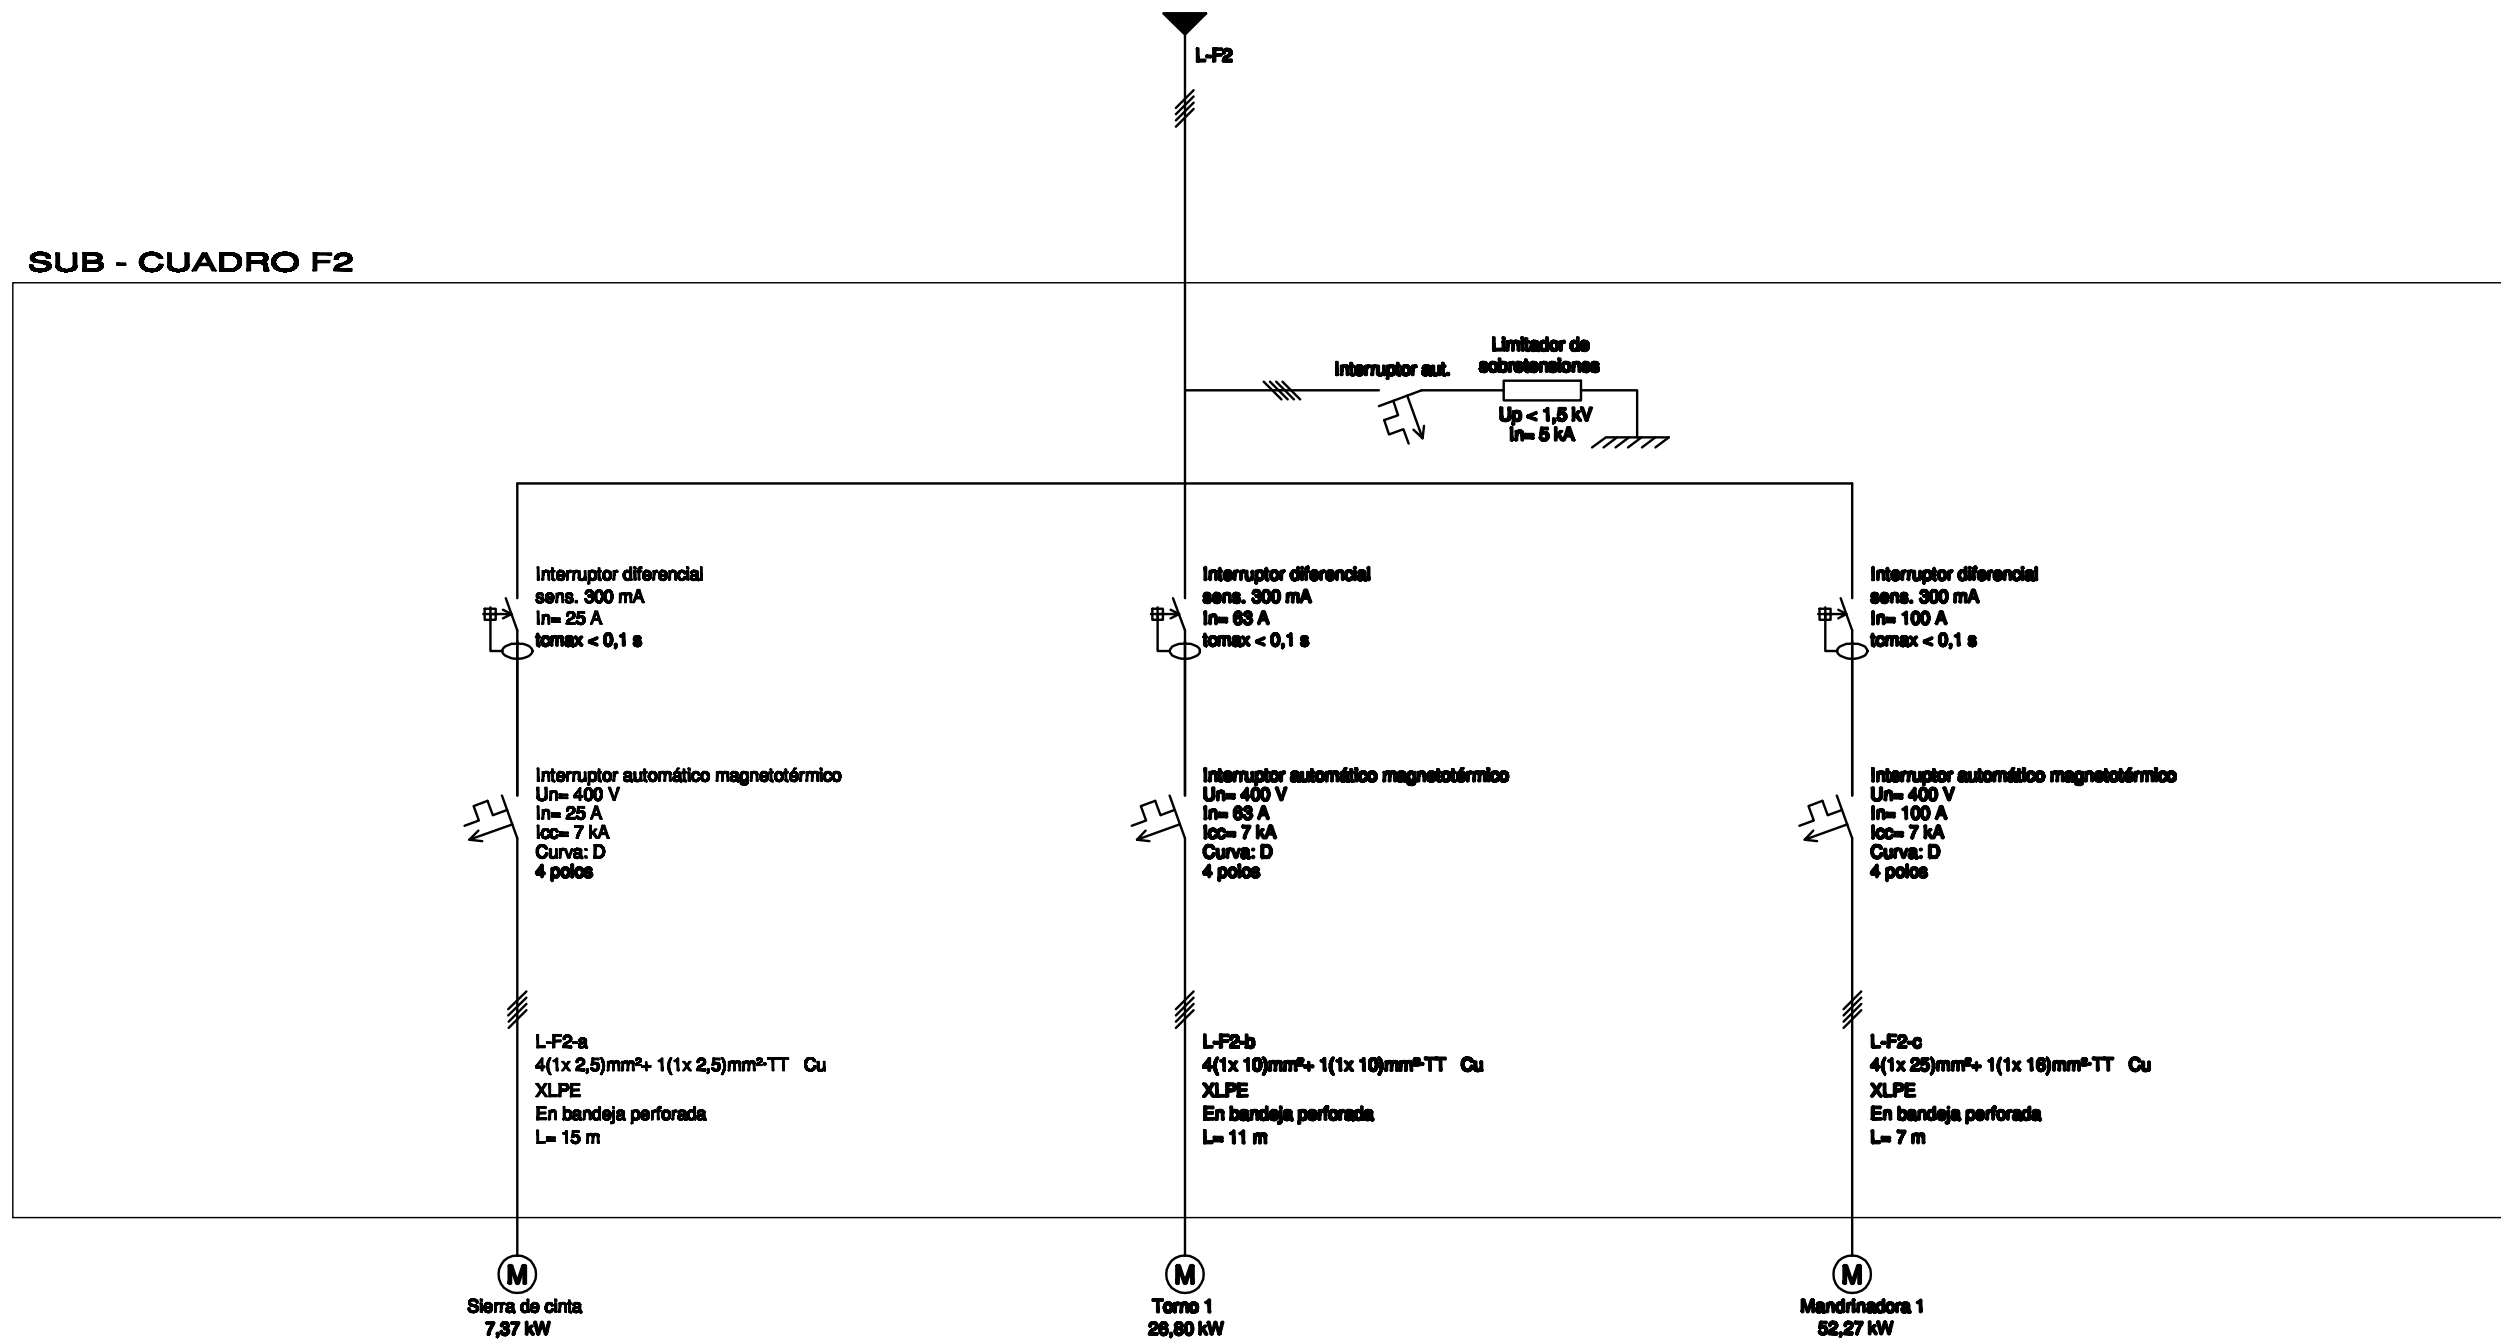 L-F2
SUB - CUADRO F2
Limitador de
sobretensiones
Interruptor aut.
Up < 1,5 kV
In= 5 kA
Interruptor diferencial
sens. 300 mA
In= 25 A
tcmax < 0,1 s
Interruptor diferencial
sens. 300 mA
In= 63 A
tcmax < 0,1 s
Interruptor diferencial
sens. 300 mA
In= 100 A
tcmax < 0,1 s
Interruptor automático magnetotérmico
Un= 400 V
In= 25 A
Icc= 7 kA
Curva: D
4 polos
Interruptor automático magnetotérmico
Un= 400 V
In= 63 A
Icc= 7 kA
Curva: D
4 polos
Interruptor automático magnetotérmico
Un= 400 V
In= 100 A
Icc= 7 kA
Curva: D
4 polos
L-F2-a
4(1x 2,5)mm²+ 1(1x 2,5)mm²·TT Cu
XLPE
En bandeja perforada
L= 15 m
L-F2-b
4(1x 10)mm²+ 1(1x 10)mm²·TT Cu
XLPE
En bandeja perforada
L= 11 m
L-F2-c
4(1x 25)mm²+ 1(1x 16)mm²·TT Cu
XLPE
En bandeja perforada
L= 7 m
M
Sierra de cinta
7,37 kW
M
Torno 1
26,80 kW
M
Mandrinadora 1
52,27 kW